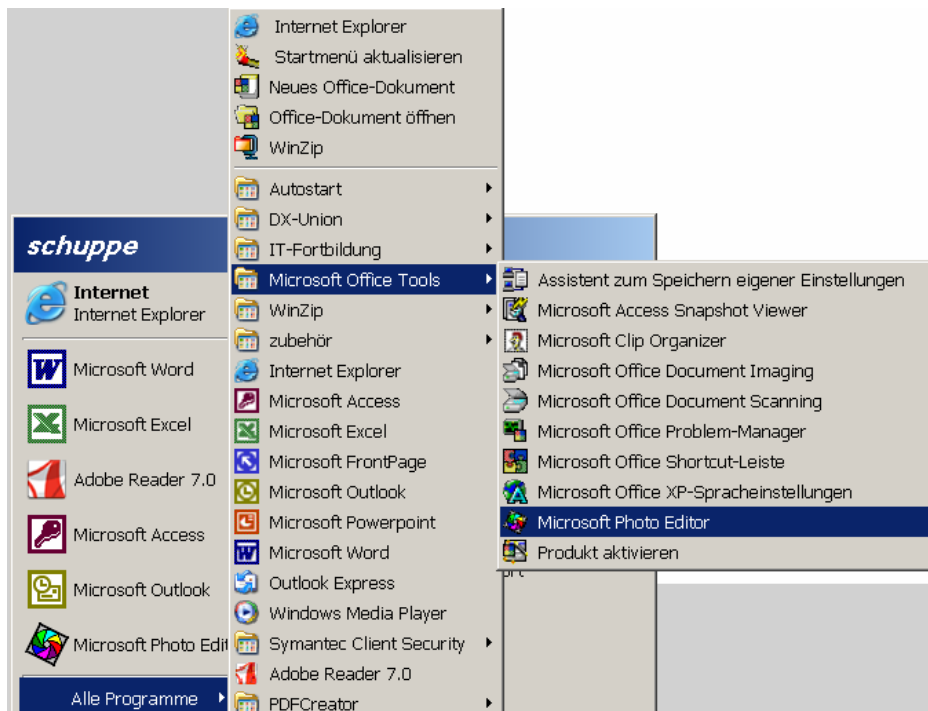 schuppe
Internet
Internet Explorer
Microsoft Word
Microsoft Excel
Adobe Reader 7.0
Microsoft Access
Microsoft Outlook
Microsoft Photo Edit
Alle Programme
Internet Explorer
Startmenü aktualisieren
Neues Office-Dokument
Office-Dokument öffnen
WinZip
Autostart
DX-Union
IT-Fortbildung
Microsoft Office Tools
WinZip
zubehör
Internet Explorer
Microsoft Access
Microsoft Excel
Microsoft FrontPage
Microsoft Outlook
Microsoft Powerpoint
Microsoft Word
Outlook Express
Windows Media Player
Symantec Client Security
Adobe Reader 7.0
PDFCreator
Assistent zum Speichern eigener Einstellungen
Microsoft Access Snapshot Viewer
Microsoft Clip Organizer
Microsoft Office Document Imaging
Microsoft Office Document Scanning
Microsoft Office Problem-Manager
Microsoft Office Shortcut-Leiste
Microsoft Office XP-Spracheinstellungen
Microsoft Photo Editor
Produkt aktivieren